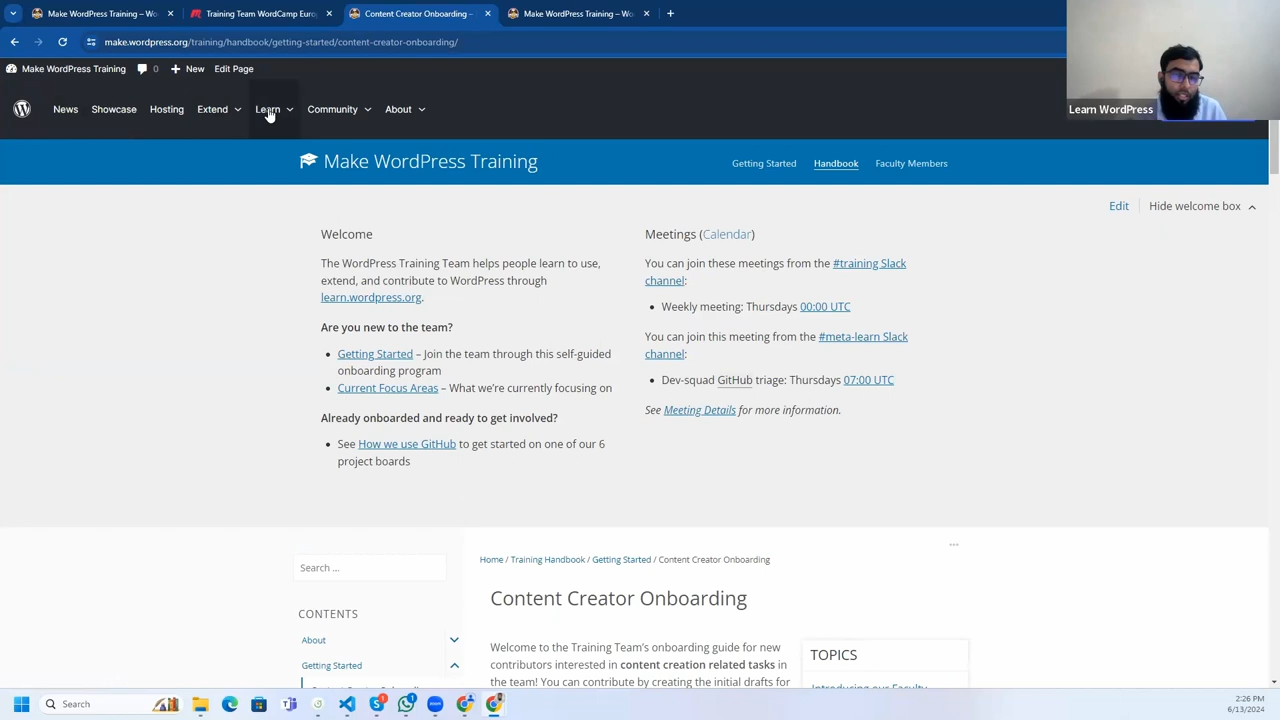 Make WordPress Training – Wo
Training Team WordCamp Euro
Content Creator Onboarding –
Make WordPress Training – Wo
make.wordpress.org/training/handbook/getting-started/content-creator-onboarding/
Make WordPress Training 0 New Edit Page
News Showcase Hosting Extend Learn Community About
Learn WordPress
Make WordPress Training
Getting Started Handbook Faculty Members
Edit Hide welcome box
Welcome
The WordPress Training Team helps people learn to use,
extend, and contribute to WordPress through
learn.wordpress.org.
Are you new to the team?
• Getting Started – Join the team through this self-guided
onboarding program
• Current Focus Areas – What we're currently focusing on
Already onboarded and ready to get involved?
• See How we use GitHub to get started on one of our 6
project boards
Meetings (Calendar)
You can join these meetings from the #training Slack
channel:
• Weekly meeting: Thursdays 00:00 UTC
You can join this meeting from the #meta-learn Slack
channel:
• Dev-squad GitHub triage: Thursdays 07:00 UTC
See Meeting Details for more information.
Search ...
CONTENTS
About
Getting Started
Home / Training Handbook / Getting Started / Content Creator Onboarding
Content Creator Onboarding
Welcome to the Training Team's onboarding guide for new
contributors interested in content creation related tasks in
the team! You can contribute by creating the initial drafts for
TOPICS
Introducing our Faculty
Search
1
1
2:26 PM
6/13/2024